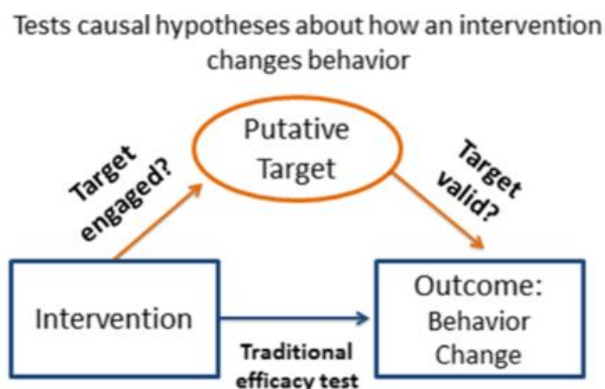 Tests causal hypotheses about how an intervention
changes behavior
Putative
Target
Target
engaged?
Target
valid?
Intervention
Outcome:
Behavior
Change
Traditional
efficacy test